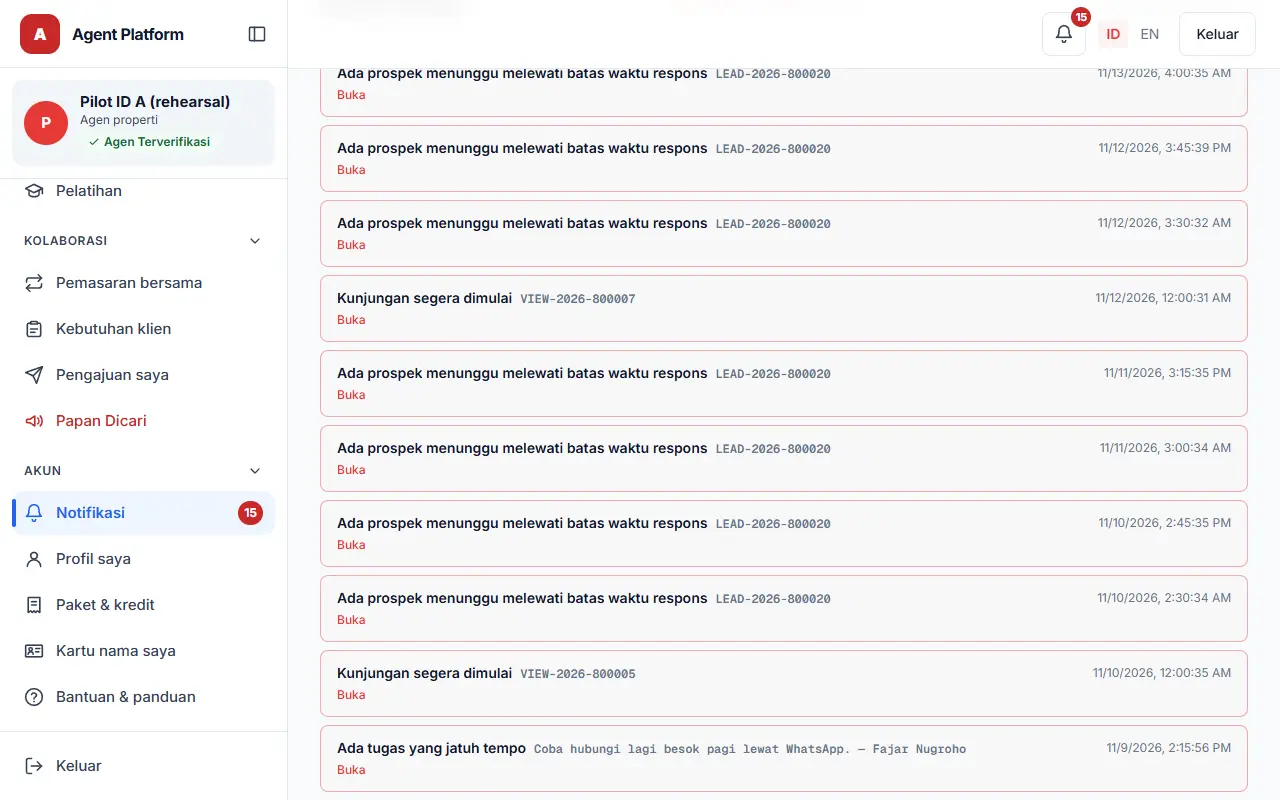 A
Agent Platform
P
Pilot ID A (rehearsal)
Agen properti
Agen Terverifikasi
Pelatihan
KOLABORASI
Pemasaran bersama
Kebutuhan klien
Pengajuan saya
Papan Dicari
AKUN
Notifikasi 15
Profil saya
Paket & kredit
Kartu nama saya
Bantuan & panduan
Keluar
15
ID EN Keluar
Ada prospek menunggu melewati batas waktu respons LEAD-2026-800020 11/13/2026, 4:00:35 AM
Buka
Ada prospek menunggu melewati batas waktu respons LEAD-2026-800020 11/12/2026, 3:45:39 PM
Buka
Ada prospek menunggu melewati batas waktu respons LEAD-2026-800020 11/12/2026, 3:30:32 AM
Buka
Kunjungan segera dimulai VIEW-2026-800007 11/12/2026, 12:00:31 AM
Buka
Ada prospek menunggu melewati batas waktu respons LEAD-2026-800020 11/11/2026, 3:15:35 PM
Buka
Ada prospek menunggu melewati batas waktu respons LEAD-2026-800020 11/11/2026, 3:00:34 AM
Buka
Ada prospek menunggu melewati batas waktu respons LEAD-2026-800020 11/10/2026, 2:45:35 PM
Buka
Ada prospek menunggu melewati batas waktu respons LEAD-2026-800020 11/10/2026, 2:30:34 AM
Buka
Kunjungan segera dimulai VIEW-2026-800005 11/10/2026, 12:00:35 AM
Buka
Ada tugas yang jatuh tempo Coba hubungi lagi besok pagi lewat WhatsApp. — Fajar Nugroho 11/9/2026, 2:15:56 PM
Buka